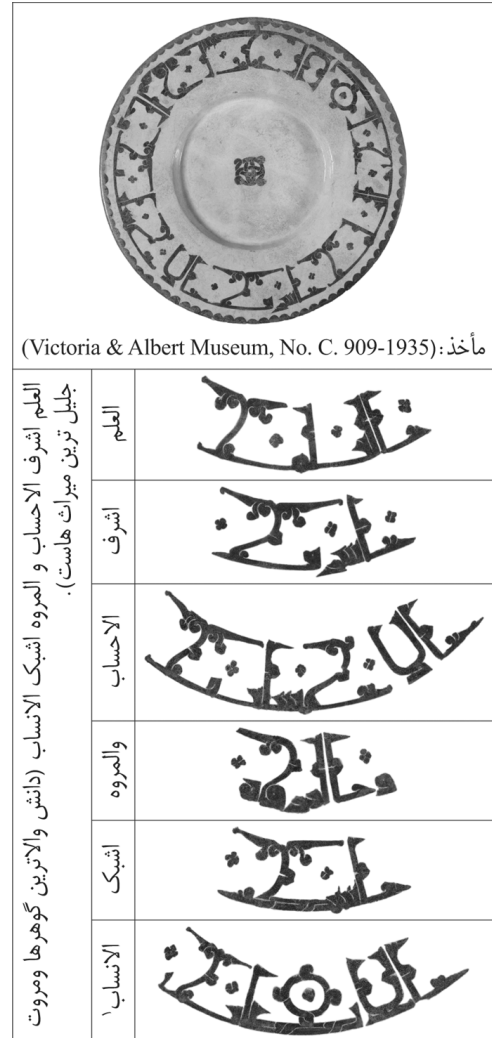 مأخذ: (Victoria & Albert Museum, No. C. 909-1935)
العلم اشرف الاحساب و المروه اشبک الانساب (دانش والاترین گوهرها ومروت
جلیل ترین میراث هاست).
العلم
اشرف
الاحساب
والمروه
اشبک
الانساب۱